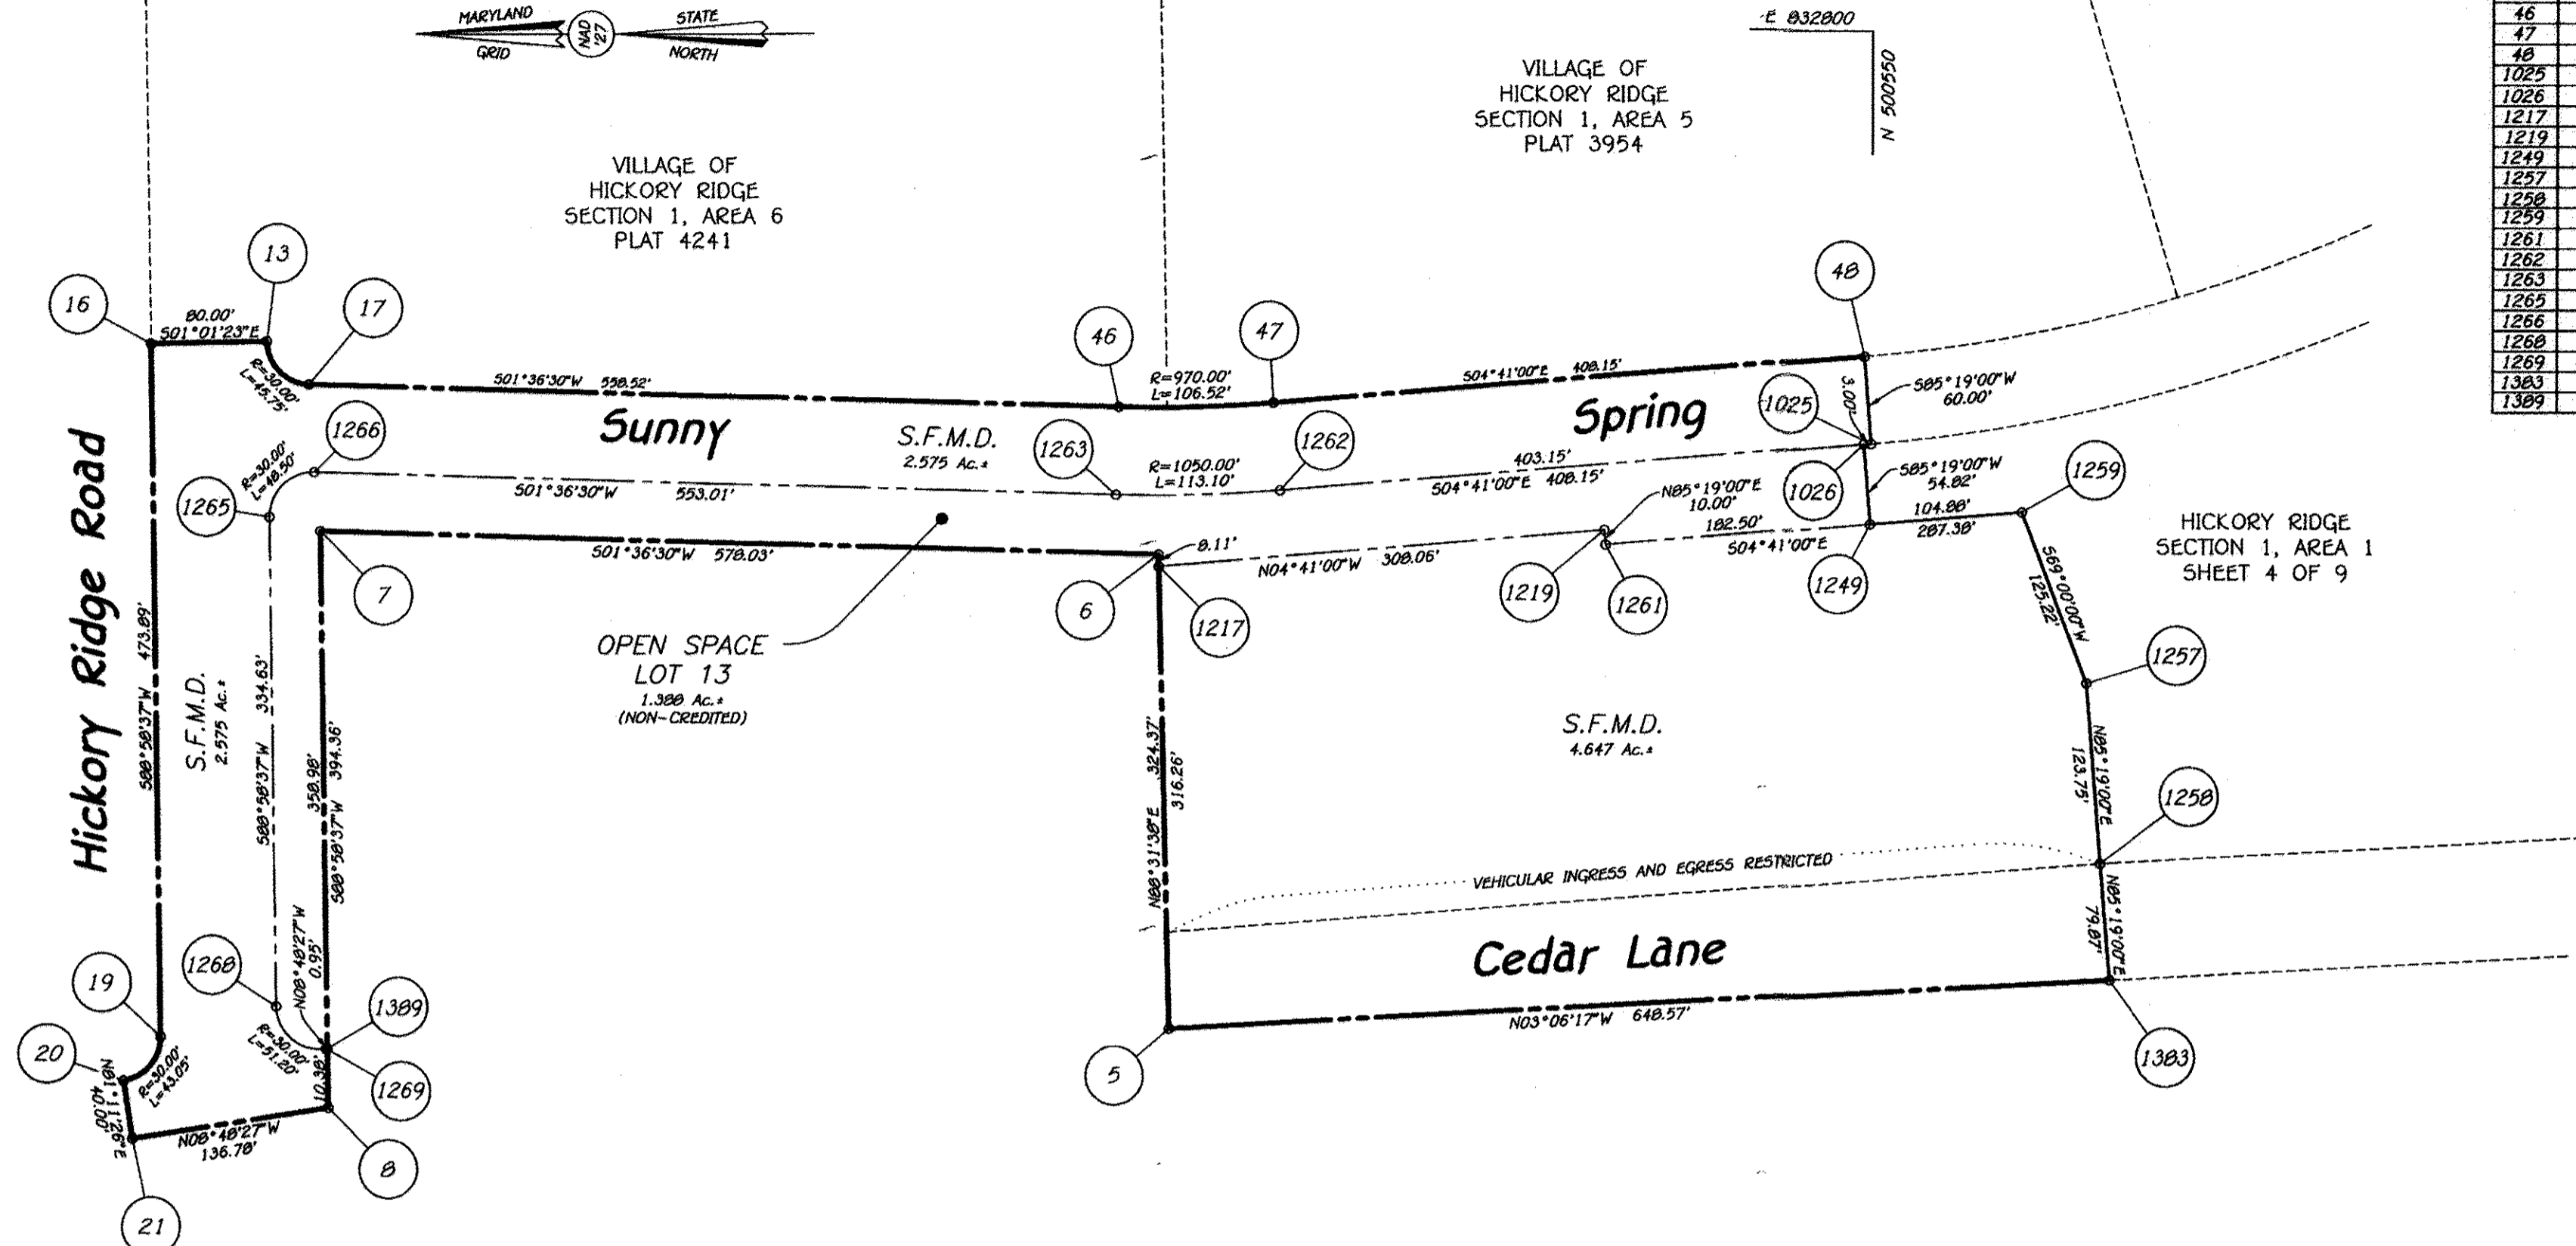 MARYLAND
GRID
NAD '27
STATE
NORTH
E 832800
N 500550
VILLAGE OF
HICKORY RIDGE
SECTION 1, AREA 6
PLAT 4241
VILLAGE OF
HICKORY RIDGE
SECTION 1, AREA 5
PLAT 3954
46
47
48
1025
1026
1217
1219
1249
1257
1258
1259
1261
1262
1263
1265
1266
1268
1269
1383
1389
16
13
17
46
47
48
80.00'
S01°01'23"E
R=30.00'
L=45.75'
S01°36'30"W 558.52'
R=970.00'
L=106.52'
S04°41'00"E 408.15'
3.00'
S85°19'00"W
60.00'
Sunny
Spring
S.F.M.D.
2.575 Ac.±
1266
1263
1262
1025
1026
1259
R=30.00'
L=48.50'
1265
S01°36'30"W 553.01'
R=1050.00'
L=113.10'
403.15'
S04°41'00"E 408.15'
S85°19'00"W
54.82'
N85°19'00"E
10.00'
182.50'
S04°41'00"E
104.88'
287.38'
HICKORY RIDGE
SECTION 1, AREA 1
SHEET 4 OF 9
S01°36'30"W 578.03'
8.11'
N04°41'00"W 308.06'
7
6
1217
1219
1261
1249
S69°00'00"W
125.22'
1257
Hickory Ridge Road
S88°58'37"W 473.89'
S.F.M.D.
2.575 Ac.±
S88°58'37"W 334.63'
358.98'
S88°58'37"W 394.36'
OPEN SPACE
LOT 13
1.388 Ac.±
(NON-CREDITED)
N88°31'38"E 324.37'
316.26'
S.F.M.D.
4.647 Ac.±
N85°19'00"E
123.75'
1258
VEHICULAR INGRESS AND EGRESS RESTRICTED
N85°19'00"E
79.87'
Cedar Lane
N03°06'17"W 648.57'
1383
5
19
20
1268
N08°48'27"W
0.95'
1389
1269
R=30.00'
L=51.20'
R=30.00'
L=43.05'
N81°11'26"E
40.00'
10.38'
N08°48'27"W
136.78'
8
21